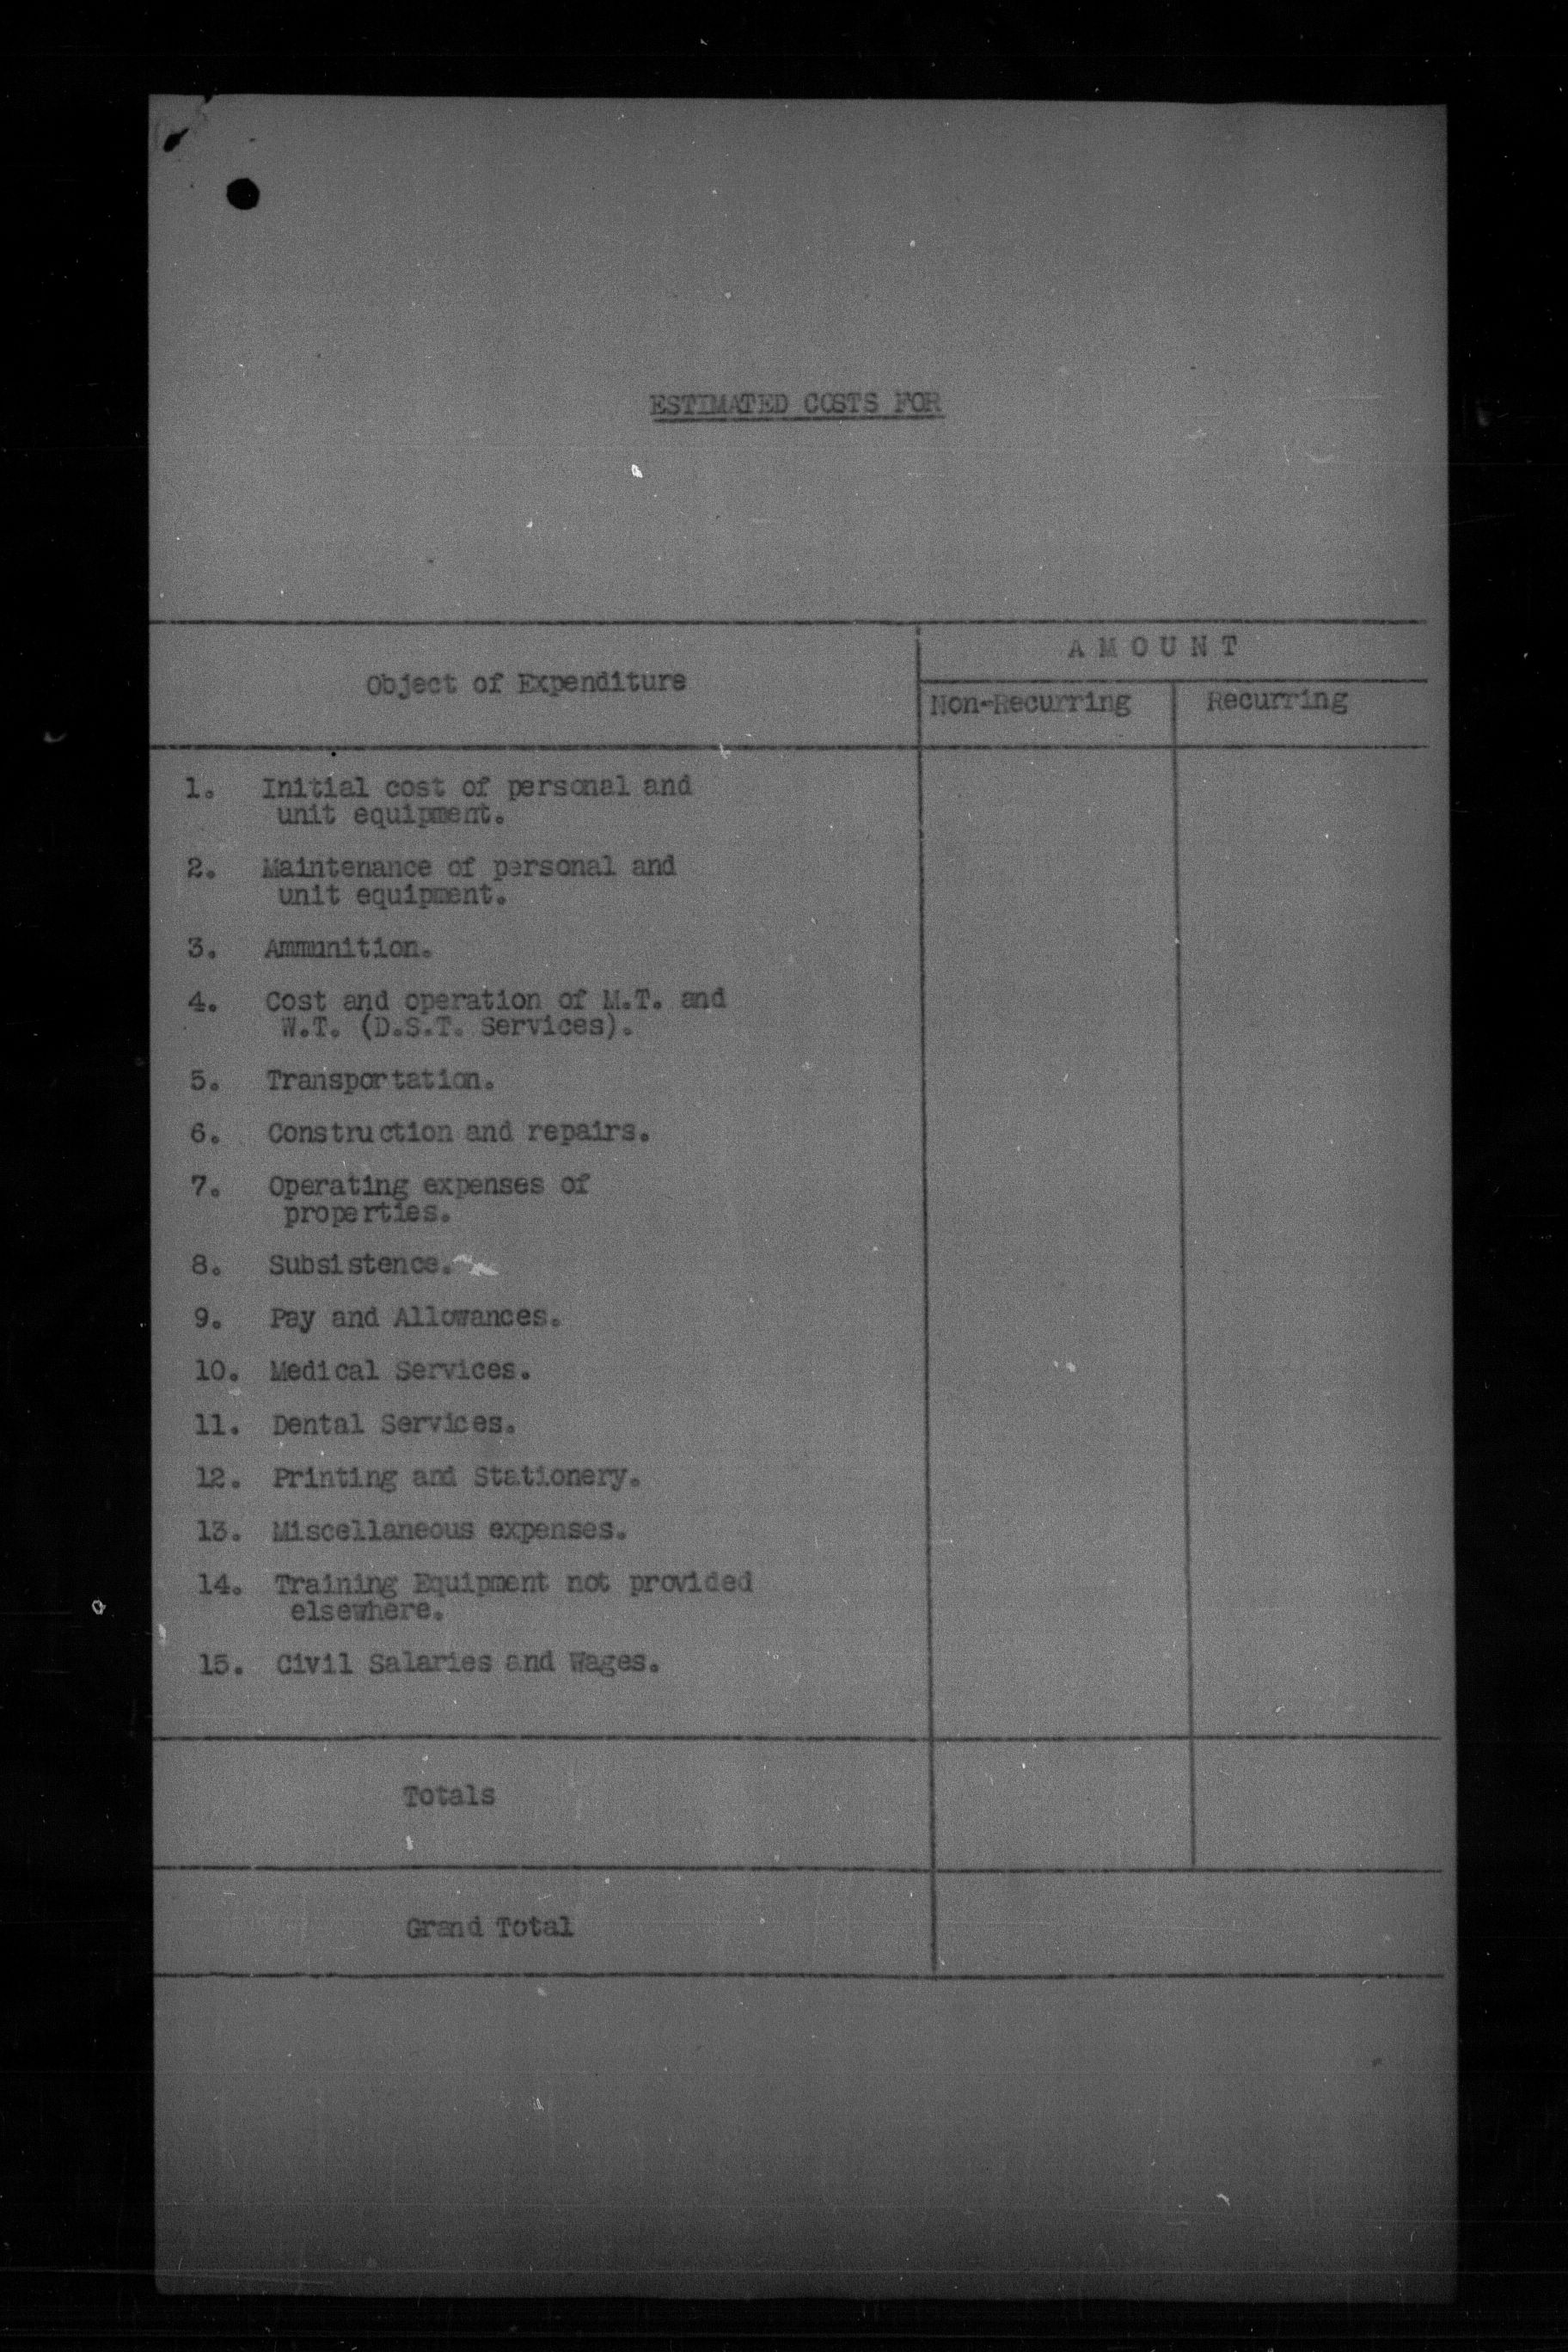 ESTIMATED COSTS FOR
Object of Expenditure
AMOUNT
Non-Recurring
Recurring
1. Initial cost of personal and
unit equipment.
2. Maintenance of personal and
unit equipment.
3. Ammunition.
4. Cost and operation of M.T. and
W.T. (D.S.T. Services).
5. Transportation.
6. Construction and repairs.
7. Operating expenses of
properties.
8. Subsistence.
9. Pay and Allowances.
10. Medical Services.
11. Dental Services.
12. Printing and Stationery.
13. Miscellaneous expenses.
14. Training Equipment not provided
elsewhere.
15. Civil Salaries and Wages.
Totals
Grand Total